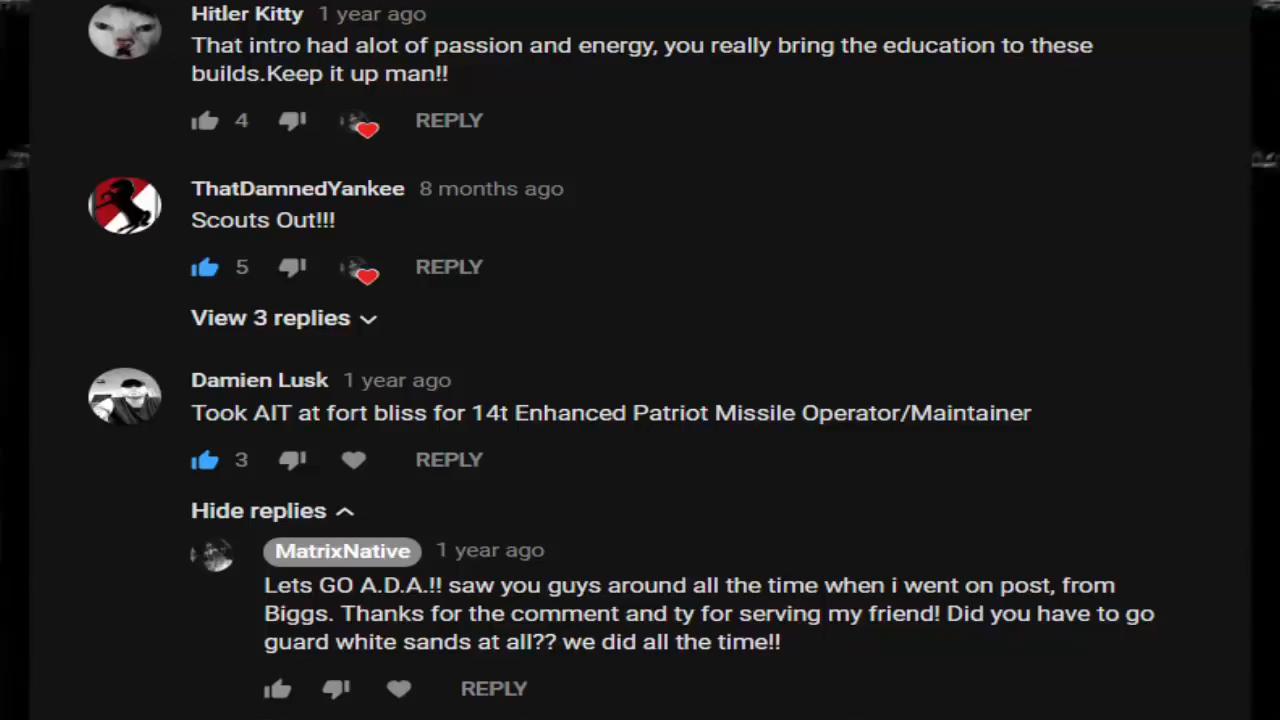 Hitler Kitty 1 year ago
That intro had alot of passion and energy, you really bring the education to these
builds.Keep it up man!!
4 REPLY
ThatDamnedYankee 8 months ago
Scouts Out!!!
5 REPLY
View 3 replies
Damien Lusk 1 year ago
Took AIT at fort bliss for 14t Enhanced Patriot Missile Operator/Maintainer
3 REPLY
Hide replies
MatrixNative 1 year ago
Lets GO A.D.A.!! saw you guys around all the time when i went on post, from
Biggs. Thanks for the comment and ty for serving my friend! Did you have to go
guard white sands at all?? we did all the time!!
REPLY